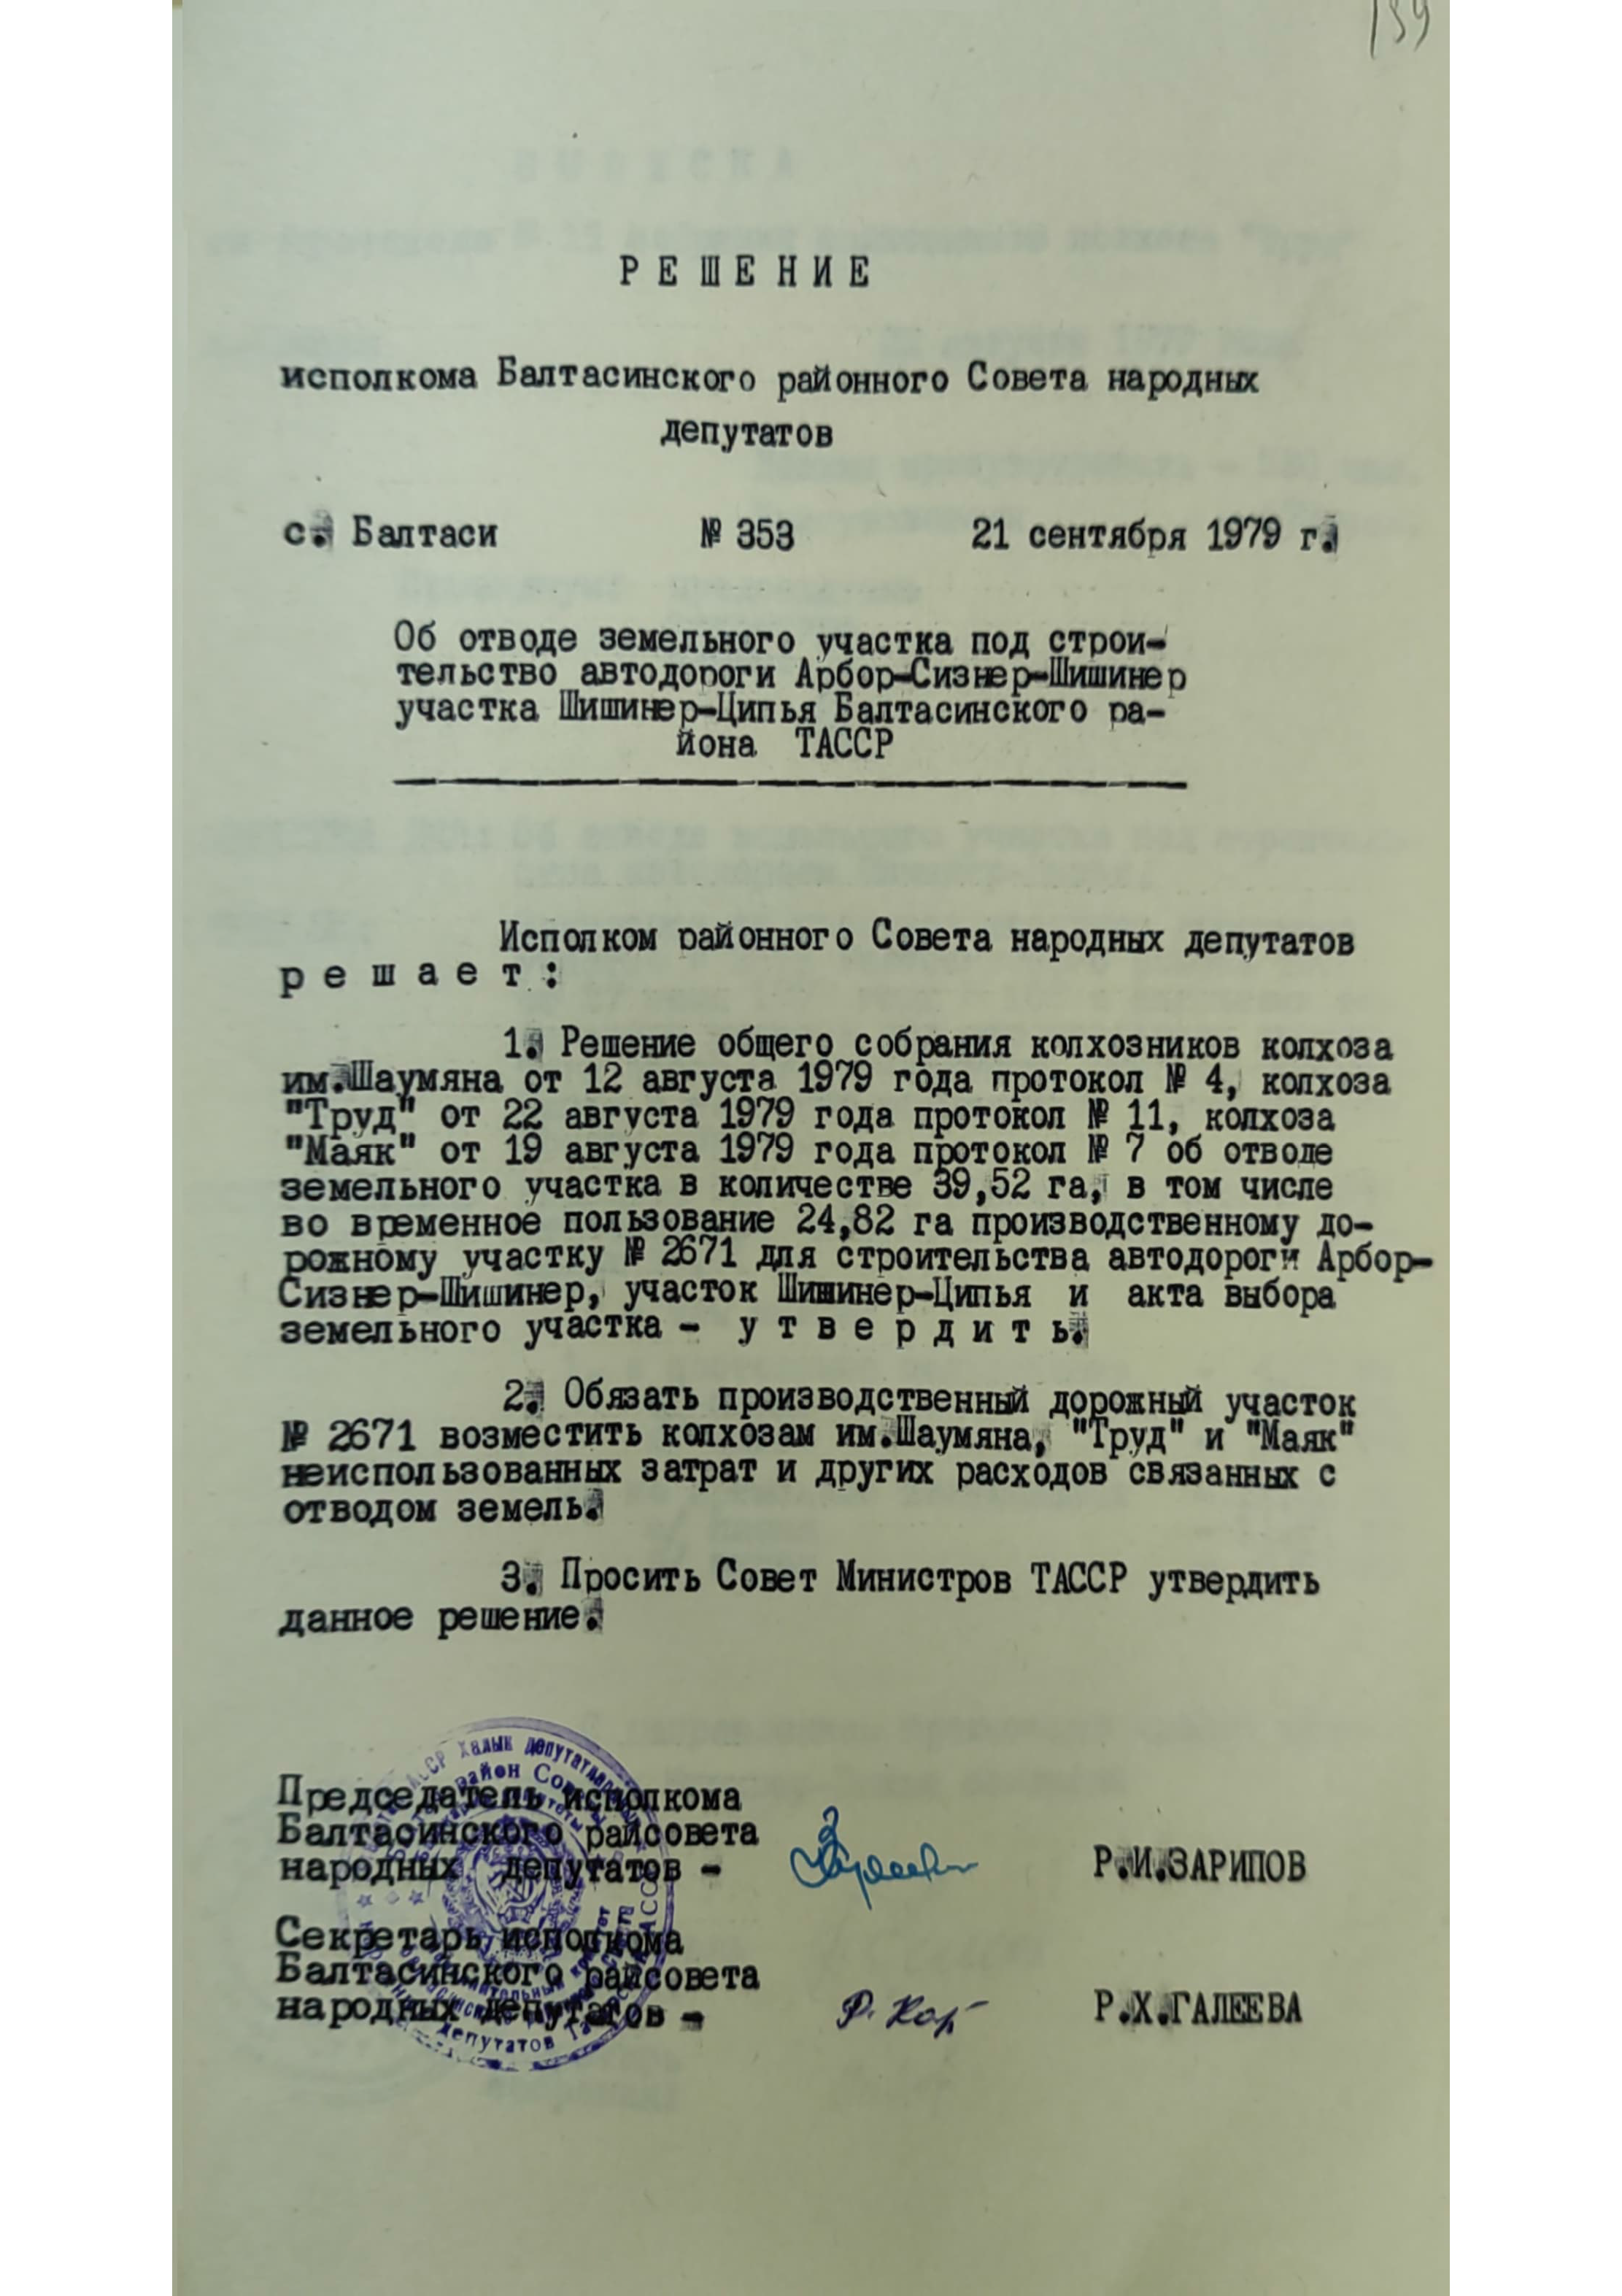 139
Р Е Ш Е Н И Е
исполкома Балтасинского районного Совета народных
депутатов
с. Балтаси № 353 21 сентября 1979 г.
Об отводе земельного участка под строи-
тельство автодороги Арбор-Сизнер-Шишинер
участка Шишинер-Ципья Балтасинского ра-
йона ТАССР
Исполком районного Совета народных депутатов
р е ш а е т :
1. Решение общего собрания колхозников колхоза
им.Шаумяна от 12 августа 1979 года протокол № 4, колхоза
"Труд" от 22 августа 1979 года протокол № 11, колхоза
"Маяк" от 19 августа 1979 года протокол № 7 об отводе
земельного участка в количестве 39,52 га, в том числе
во временное пользование 24,82 га производственному до-
рожному участку № 2671 для строительства автодороги Арбор-
Сизнер-Шишинер, участок Шишинер-Ципья и акта выбора
земельного участка - у т в е р д и т ь.
2. Обязать производственный дорожный участок
№ 2671 возместить колхозам им.Шаумяна, "Труд" и "Маяк"
неиспользованных затрат и других расходов связанных с
отводом земель.
3. Просить Совет Министров ТАССР утвердить
данное решение.
Председатель исполкома
Балтасинского райсовета
народных депутатов - Р.И.ЗАРИПОВ
Секретарь исполкома
Балтасинского райсовета
народных депутатов - Р.Х.ГАЛЕЕВА